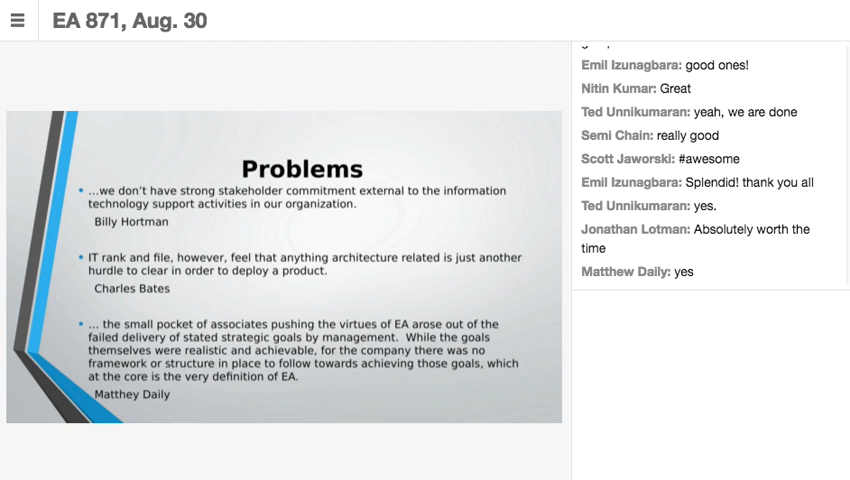 EA 871, Aug. 30
Problems
• ...we don't have strong stakeholder commitment external to the information
technology support activities in our organization.
Billy Hortman
• IT rank and file, however, feel that anything architecture related is just another
hurdle to clear in order to deploy a product.
Charles Bates
• ... the small pocket of associates pushing the virtues of EA arose out of the
failed delivery of stated strategic goals by management.  While the goals
themselves were realistic and achievable, for the company there was no
framework or structure in place to follow towards achieving those goals, which
at the core is the very definition of EA.
Matthey Daily
Emil Izunagbara: good ones!
Nitin Kumar: Great
Ted Unnikumaran: yeah, we are done
Semi Chain: really good
Scott Jaworski: #awesome
Emil Izunagbara: Splendid! thank you all
Ted Unnikumaran: yes.
Jonathan Lotman: Absolutely worth the
time
Matthew Daily: yes